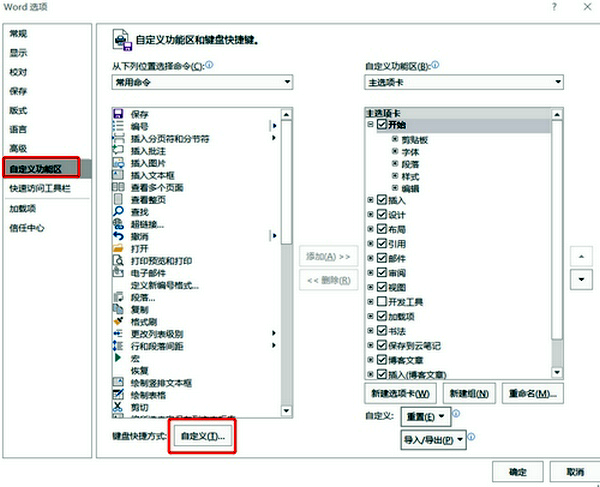 Word 选项
常规
显示
校对
保存
版式
语言
高级
自定义功能区
快速访问工具栏
加载项
信任中心
自定义功能区和键盘快捷键。
从下列位置选择命令(C):
常用命令
保存
编号
插入分页符和分节符
插入批注
插入图片
插入文本框
查看多个页面
查看整页
查找
超链接...
撤消
打开
打印预览和打印
电子邮件
定义新编号格式...
段落...
复制
格式刷
更改列表级别
行和段落间距
宏
恢复
绘制竖排文本框
绘制表格
剪切
键盘快捷方式: 自定义(T)...
添加(A) >>
<< 删除(R)
自定义功能区(B):
主选项卡
主选项卡
开始
剪贴板
字体
段落
样式
编辑
插入
设计
布局
引用
邮件
审阅
视图
开发工具
加载项
书法
保存到云笔记
博客文章
插入(博客文章)
新建选项卡(W) 新建组(N) 重命名(M)...
自定义: 重置(E)
导入/导出(P)
确定 取消